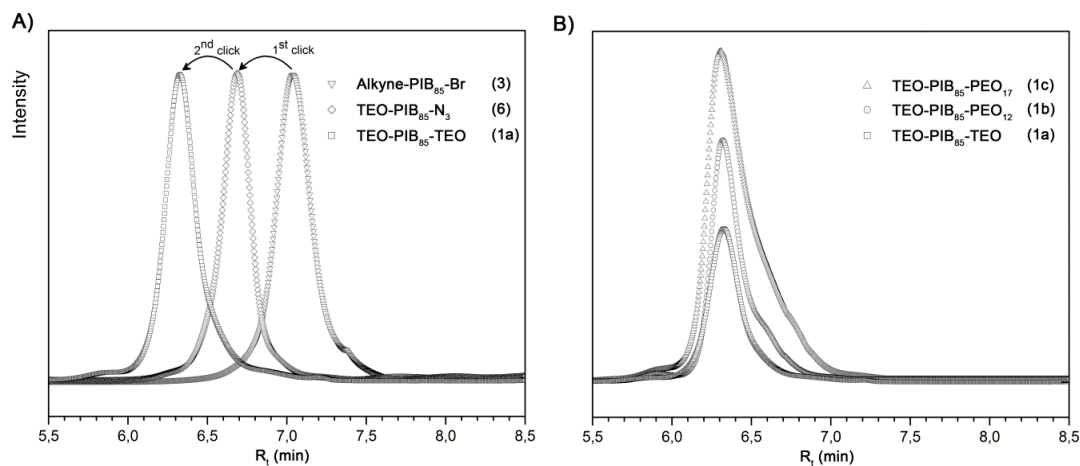 A)
2nd click
1st click
Intensity
Alkyne-PIB85-Br (3)
TEO-PIB85-N3 (6)
TEO-PIB85-TEO (1a)
5,5 6,0 6,5 7,0 7,5 8,0 8,5
Rt (min)
B)
TEO-PIB85-PEO17 (1c)
TEO-PIB85-PEO12 (1b)
TEO-PIB85-TEO (1a)
5,5 6,0 6,5 7,0 7,5 8,0 8,5
Rt (min)